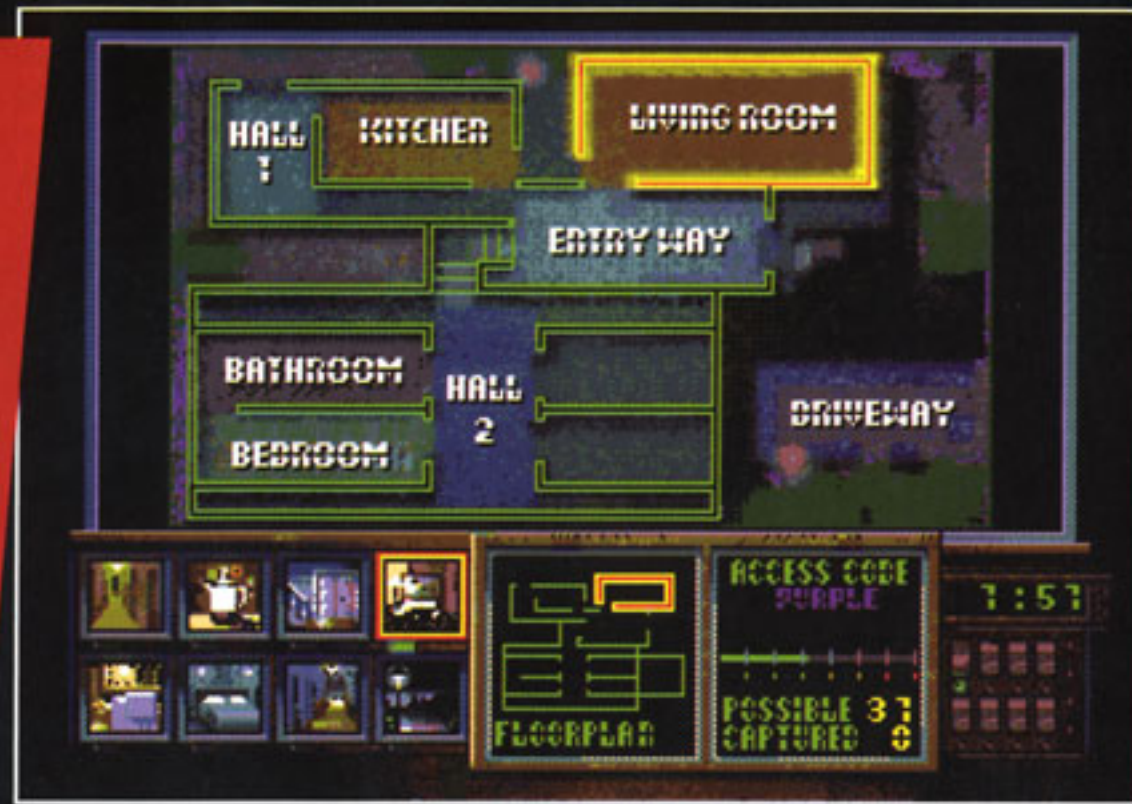 HALL
1
KITCHEN
LIVING ROOM
ENTRY WAY
BATHROOM
HALL
2
BEDROOM
DRIVEWAY
FLOORPLAN
ACCESS CODE
PURPLE
POSSIBLE 37
CAPTURED 0
7:57